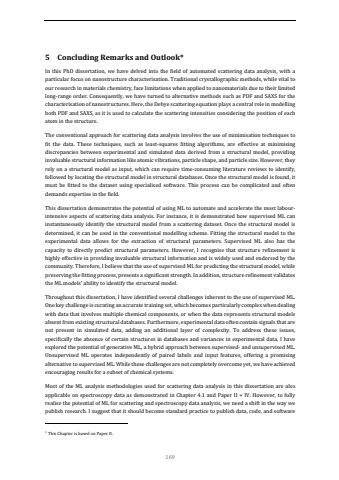 5 Concluding Remarks and Outlook*
In this PhD dissertation, we have delved into the field of automated scattering data analysis, with a
particular focus on nanostructure characterisation. Traditional crystallographic methods, while vital to
our research in materials chemistry, face limitations when applied to nanomaterials due to their limited
long-range order. Consequently, we have turned to alternative methods such as PDF and SAXS for the
characterisation of nanostructures. Here, the Debye scattering equation plays a central role in modelling
both PDF and SAXS, as it is used to calculate the scattering intensities considering the position of each
atom in the structure.
The conventional approach for scattering data analysis involves the use of minimisation techniques to
fit the data. These techniques, such as least-squares fitting algorithms, are effective at minimising
discrepancies between experimental and simulated data derived from a structural model, providing
invaluable structural information like atomic vibrations, particle shape, and particle size. However, they
rely on a structural model as input, which can require time-consuming literature reviews to identify,
followed by locating the structural model in structural databases. Once the structural model is found, it
must be fitted to the dataset using specialised software. This process can be complicated and often
demands expertise in the field.
This dissertation demonstrates the potential of using ML to automate and accelerate the most labour-
intensive aspects of scattering data analysis. For instance, it is demonstrated how supervised ML can
instantaneously identify the structural model from a scattering dataset. Once the structural model is
determined, it can be used in the conventional modelling scheme. Fitting the structural model to the
experimental data allows for the extraction of structural parameters. Supervised ML also has the
capacity to directly predict structural parameters. However, I recognise that structure refinement is
highly effective in providing invaluable structural information and is widely used and endorsed by the
community. Therefore, I believe that the use of supervised ML for predicting the structural model, while
preserving the fitting process, presents a significant strength. In addition, structure refinement validates
the ML models' ability to identify the structural model.
Throughout this dissertation, I have identified several challenges inherent to the use of supervised ML.
One key challenge is curating an accurate training set, which becomes particularly complex when dealing
with data that involves multiple chemical components, or when the data represents structural models
absent from existing structural databases. Furthermore, experimental data often contain signals that are
not present in simulated data, adding an additional layer of complexity. To address these issues,
specifically the absence of certain structures in databases and variances in experimental data, I have
explored the potential of generative ML, a hybrid approach between supervised- and unsupervised ML.
Unsupervised ML operates independently of paired labels and input features, offering a promising
alternative to supervised ML. While these challenges are not completely overcome yet, we have achieved
encouraging results for a subset of chemical systems.
Most of the ML analysis methodologies used for scattering data analysis in this dissertation are also
applicable on spectroscopy data as demonstrated in Chapter 4.1 and Paper II + IV. However, to fully
realise the potential of ML for scattering and spectroscopy data analysis, we need a shift in the way we
publish research. I suggest that it should become standard practice to publish data, code, and software
* This Chapter is based on Paper II.
169